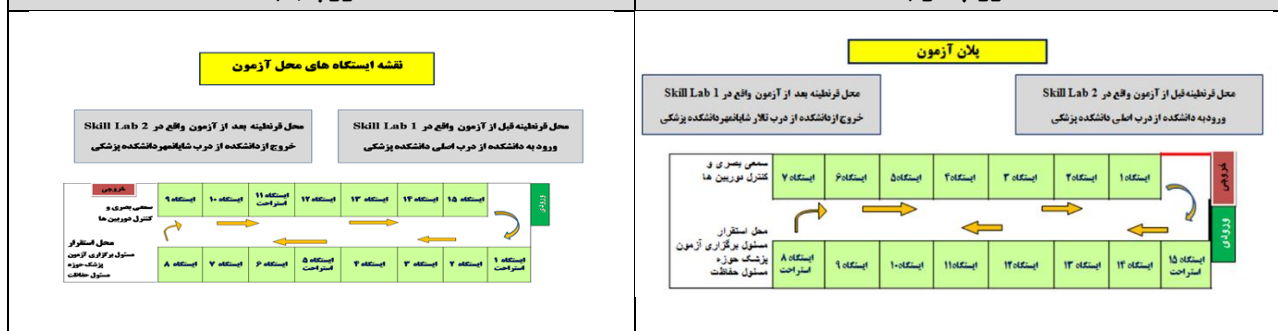 نقشه ایستگاه های محل آزمون
محل قرنطینه قبل از آزمون واقع در Skill Lab 1
ورود به دانشکده از درب اصلی دانشکده پزشکی
محل قرنطینه بعد از آزمون واقع در Skill Lab 2
خروج از دانشکده از درب شایانمهر دانشکده پزشکی
خروجی
سمعی بصری و
کنترل دوربین ها
ایستگاه ۹
ایستگاه ۱۰
ایستگاه ۱۱
استراحت
ایستگاه ۱۲
ایستگاه ۱۳
ایستگاه ۱۴
ایستگاه ۱۵
ورودی
محل استقرار
مسئول برگزاری آزمون
پزشک حوزه
مسئول حفاظت
ایستگاه ۸
ایستگاه ۷
ایستگاه ۶
ایستگاه ۵
استراحت
ایستگاه ۴
ایستگاه ۳
ایستگاه ۲
ایستگاه ۱
استراحت
پلان آزمون
محل قرنطینه قبل از آزمون واقع در Skill Lab 2
ورود به دانشکده از درب اصلی دانشکده پزشکی
محل قرنطینه بعد از آزمون واقع در Skill Lab 1
خروج از دانشکده از درب تالار شایانمهر دانشکده پزشکی
خروجی
ایستگاه ۱
ایستگاه ۲
ایستگاه ۳
ایستگاه ۴
ایستگاه ۵
ایستگاه ۶
ایستگاه ۷
سمعی بصری و
کنترل دوربین ها
ورودی
ایستگاه ۱۵
استراحت
ایستگاه ۱۴
ایستگاه ۱۳
ایستگاه ۱۲
ایستگاه ۱۱
ایستگاه ۱۰
ایستگاه ۹
ایستگاه ۸
استراحت
محل استقرار
مسئول برگزاری آزمون
پزشک حوزه
مسئول حفاظت